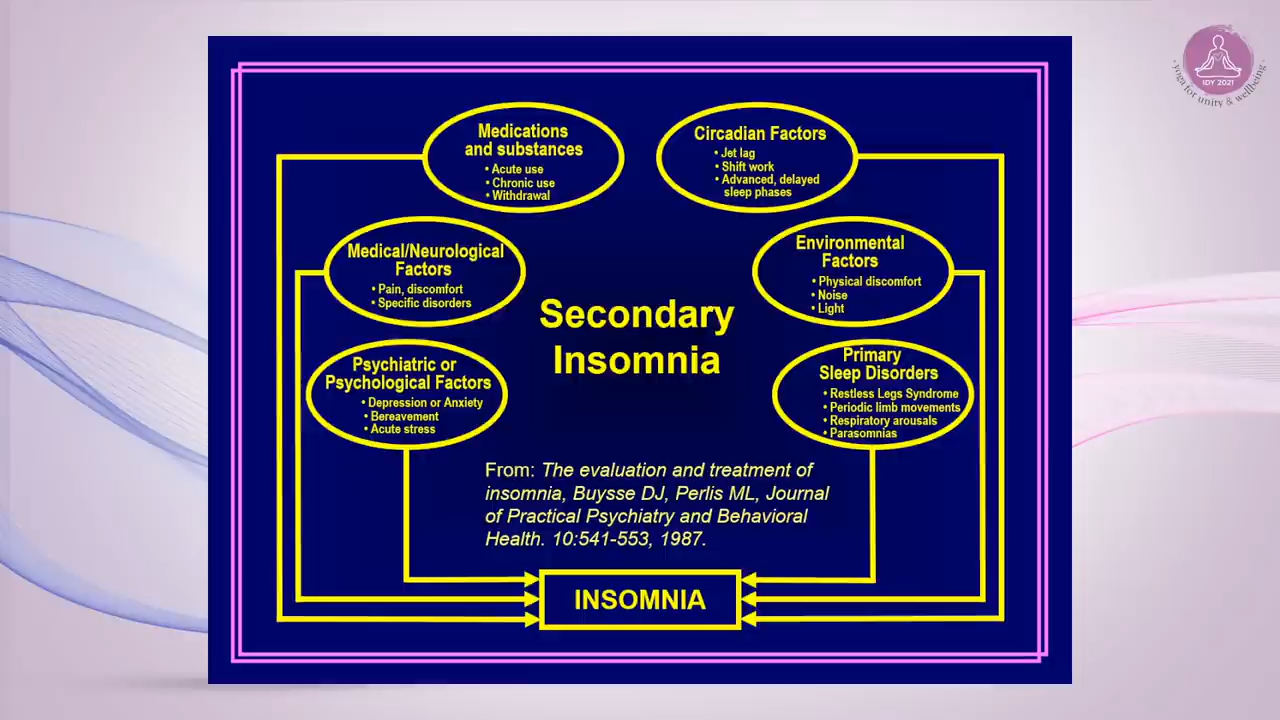 Medications
and substances
• Acute use
• Chronic use
• Withdrawal
Circadian Factors
• Jet lag
• Shift work
• Advanced, delayed
sleep phases
Medical/Neurological
Factors
• Pain, discomfort
• Specific disorders
Environmental
Factors
• Physical discomfort
• Noise
• Light
Secondary
Insomnia
Psychiatric or
Psychological Factors
• Depression or Anxiety
• Bereavement
• Acute stress
Primary
Sleep Disorders
• Restless Legs Syndrome
• Periodic limb movements
• Respiratory arousals
• Parasomnias
From: The evaluation and treatment of
insomnia, Buysse DJ, Perlis ML, Journal
of Practical Psychiatry and Behavioral
Health. 10:541-553, 1987.
INSOMNIA
IDY 2021
· yoga for unity & wellbeing ·